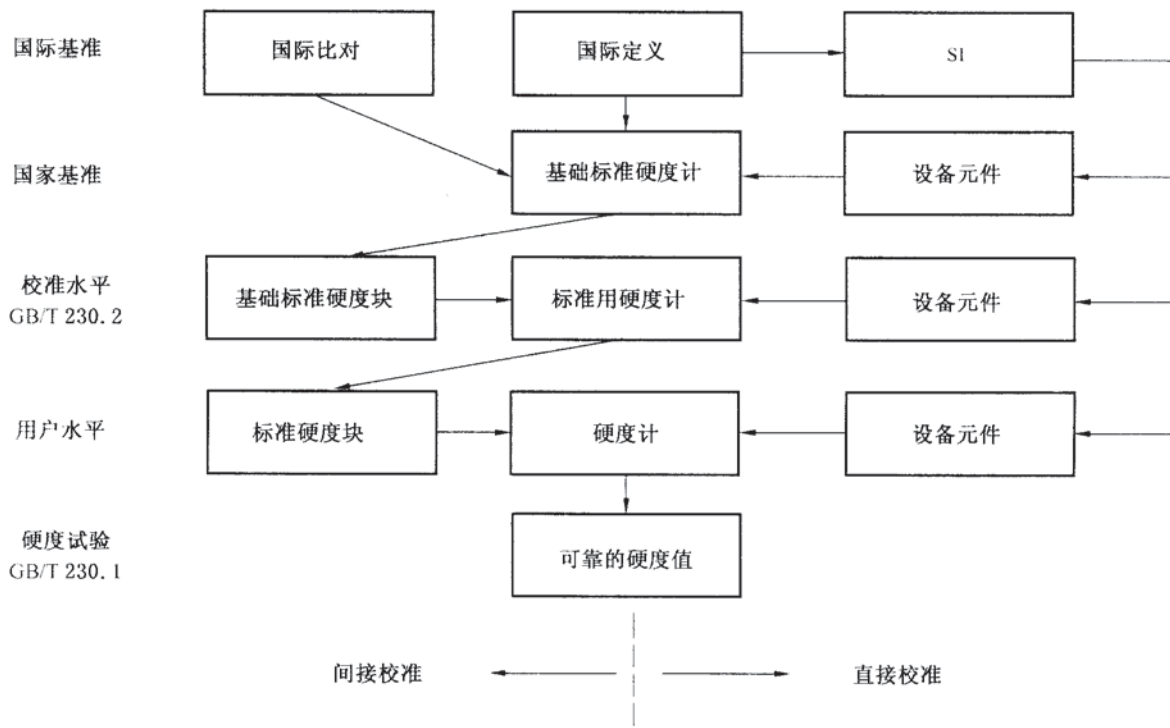 国际基准
国际比对
国际定义
SI
国家基准
基础标准硬度计
设备元件
校准水平
GB/T 230.2
基础标准硬度块
标准用硬度计
设备元件
用户水平
标准硬度块
硬度计
设备元件
硬度试验
GB/T 230.1
可靠的硬度值
间接校准
直接校准